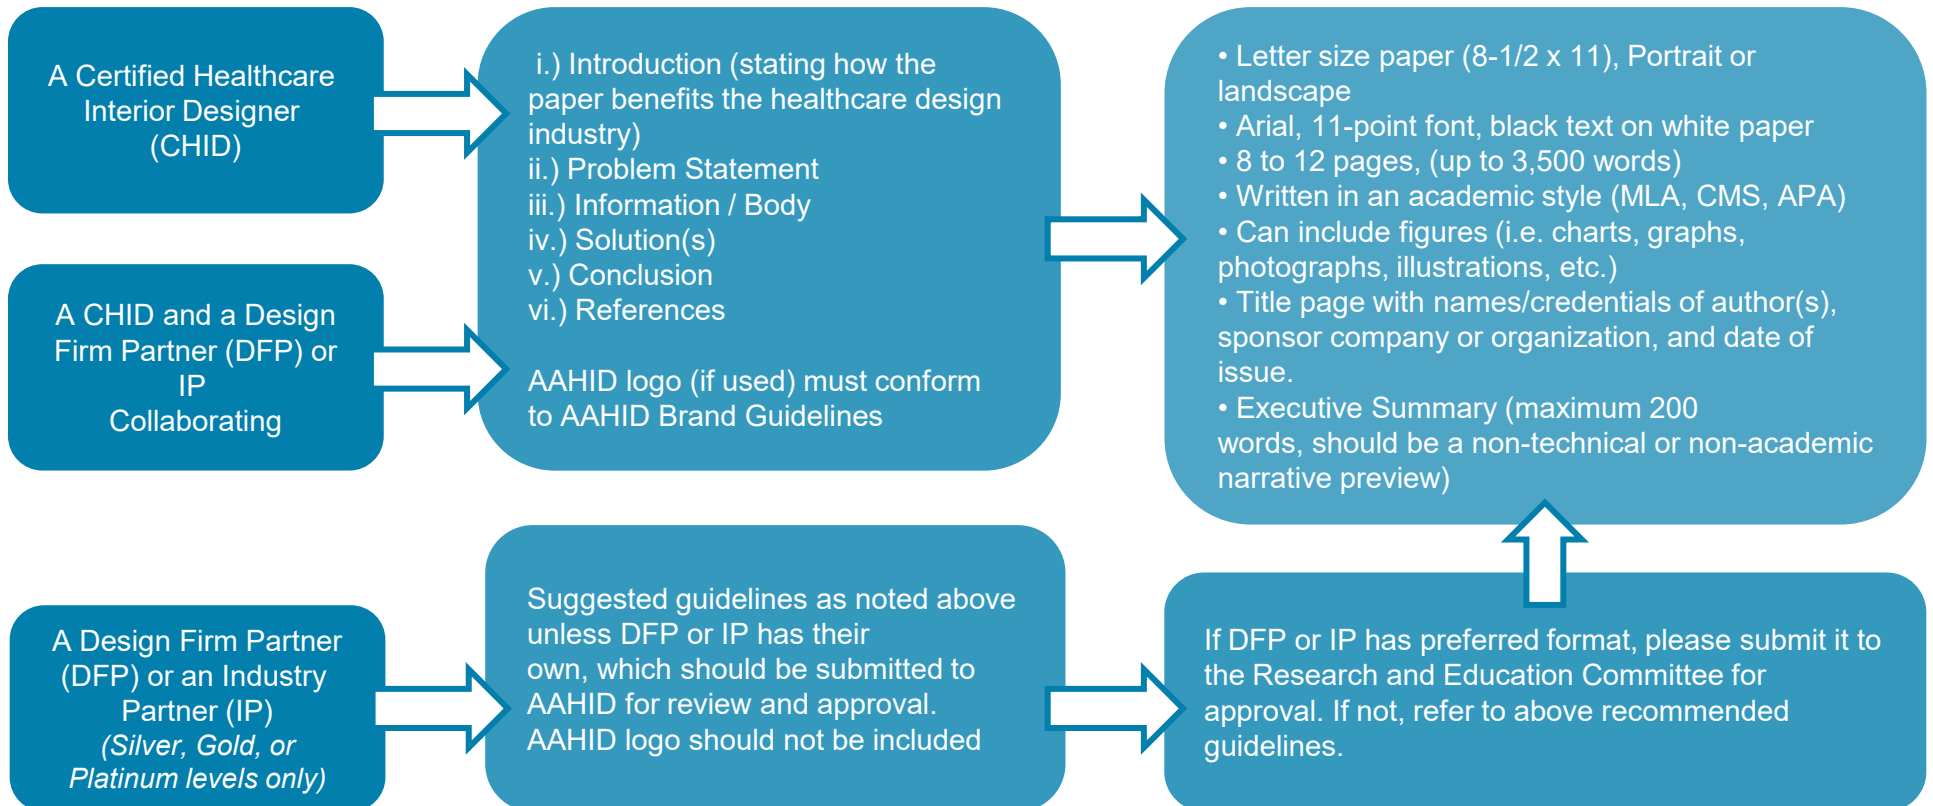 A Certified Healthcare
Interior Designer
(CHID)
i.) Introduction (stating how the
paper benefits the healthcare design
industry)
ii.) Problem Statement
iii.) Information / Body
iv.) Solution(s)
v.) Conclusion
vi.) References
AAHID logo (if used) must conform
to AAHID Brand Guidelines
• Letter size paper (8-1/2 x 11), Portrait or
landscape
• Arial, 11-point font, black text on white paper
• 8 to 12 pages, (up to 3,500 words)
• Written in an academic style (MLA, CMS, APA)
• Can include figures (i.e. charts, graphs,
photographs, illustrations, etc.)
• Title page with names/credentials of author(s),
sponsor company or organization, and date of
issue.
• Executive Summary (maximum 200
words, should be a non-technical or non-academic
narrative preview)
A CHID and a Design
Firm Partner (DFP) or
IP
Collaborating
A Design Firm Partner
(DFP) or an Industry
Partner (IP)
(Silver, Gold, or
Platinum levels only)
Suggested guidelines as noted above
unless DFP or IP has their
own, which should be submitted to
AAHID for review and approval.
AAHID logo should not be included
If DFP or IP has preferred format, please submit it to
the Research and Education Committee for
approval. If not, refer to above recommended
guidelines.